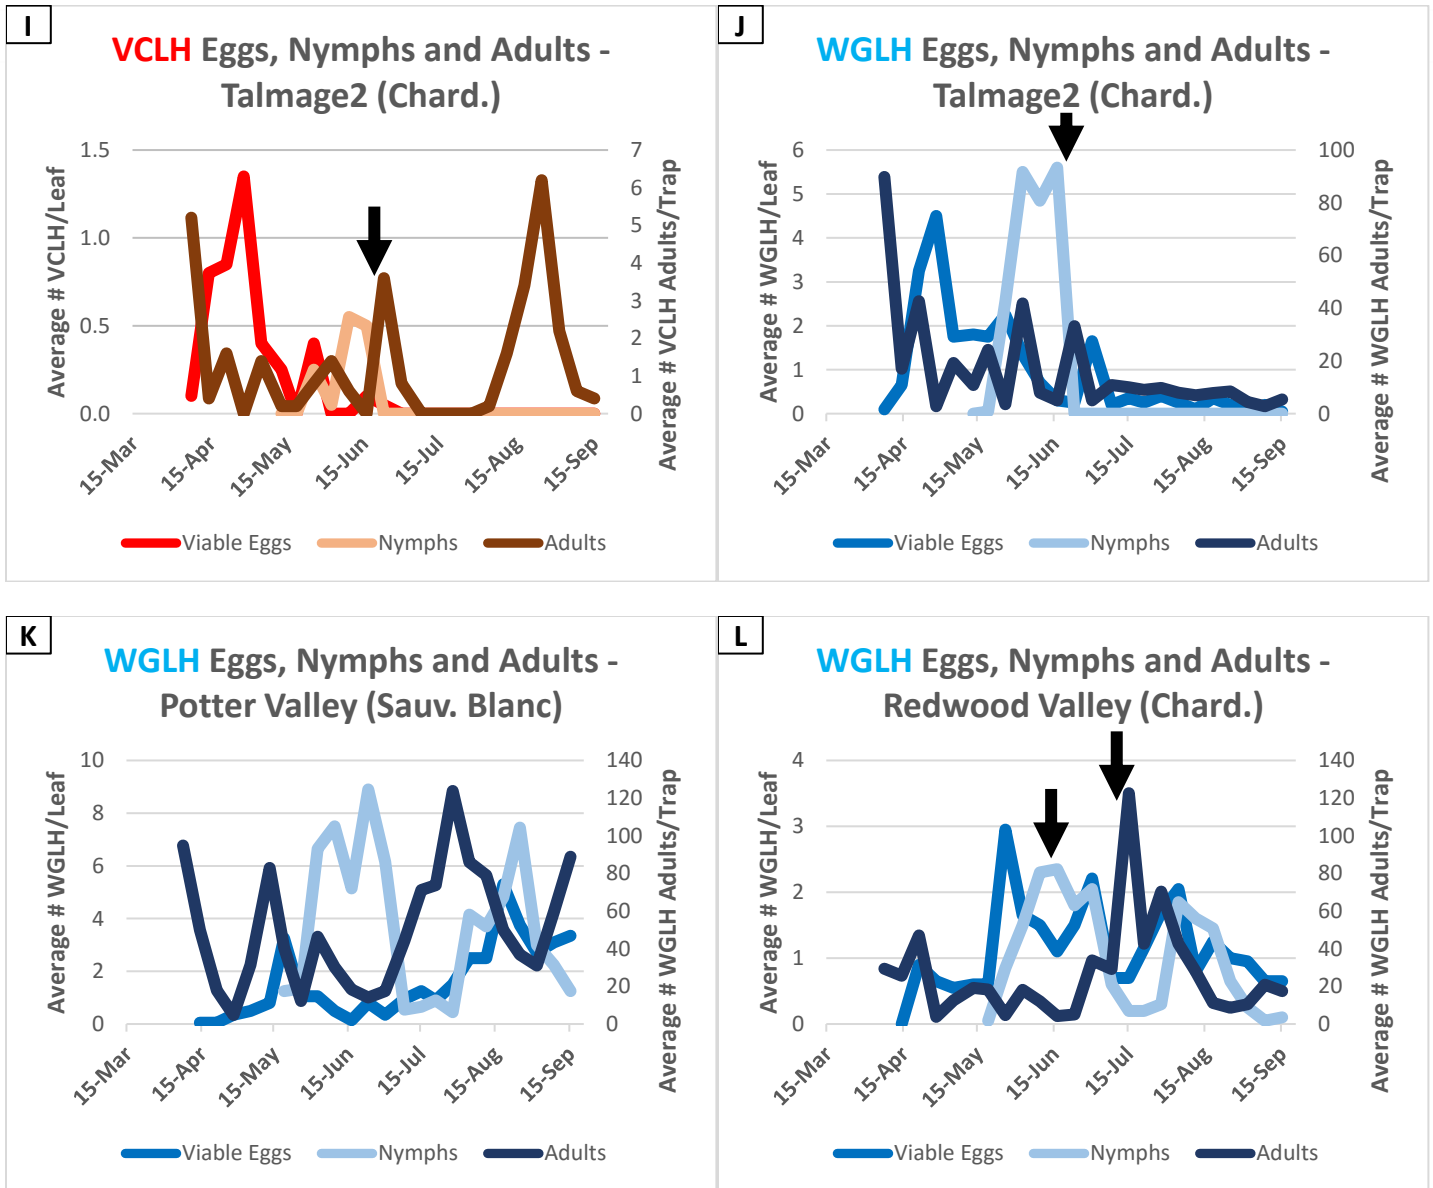 I
VCLH Eggs, Nymphs and Adults -
Talmage2 (Chard.)
Average # VCLH/Leaf
1.5
1.0
0.5
0.0
7
6
5
4
3
2
1
0
Average # VCLH Adults/Trap
15-Mar
15-Apr
15-May
15-Jun
15-Jul
15-Aug
15-Sep
Viable Eggs
Nymphs
Adults
J
WGLH Eggs, Nymphs and Adults -
Talmage2 (Chard.)
Average # WGLH/Leaf
6
5
4
3
2
1
0
100
80
60
40
20
0
Average # WGLH Adults/Trap
15-Mar
15-Apr
15-May
15-Jun
15-Jul
15-Aug
15-Sep
Viable Eggs
Nymphs
Adults
K
WGLH Eggs, Nymphs and Adults -
Potter Valley (Sauv. Blanc)
Average # WGLH/Leaf
10
8
6
4
2
0
140
120
100
80
60
40
20
0
Average # WGLH Adults/Trap
15-Mar
15-Apr
15-May
15-Jun
15-Jul
15-Aug
15-Sep
Viable Eggs
Nymphs
Adults
L
WGLH Eggs, Nymphs and Adults -
Redwood Valley (Chard.)
Average # WGLH/Leaf
4
3
2
1
0
140
120
100
80
60
40
20
0
Average # WGLH Adults/Trap
15-Mar
15-Apr
15-May
15-Jun
15-Jul
15-Aug
15-Sep
Viable Eggs
Nymphs
Adults